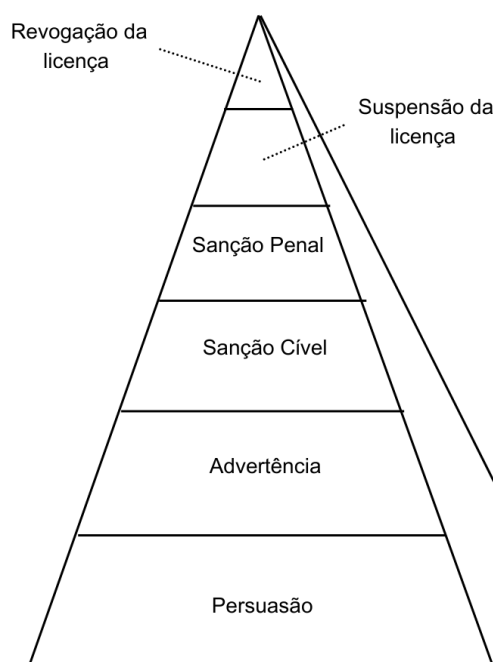 Revogação da
licença
Suspensão da
licença
Sanção Penal
Sanção Cível
Advertência
Persuasão